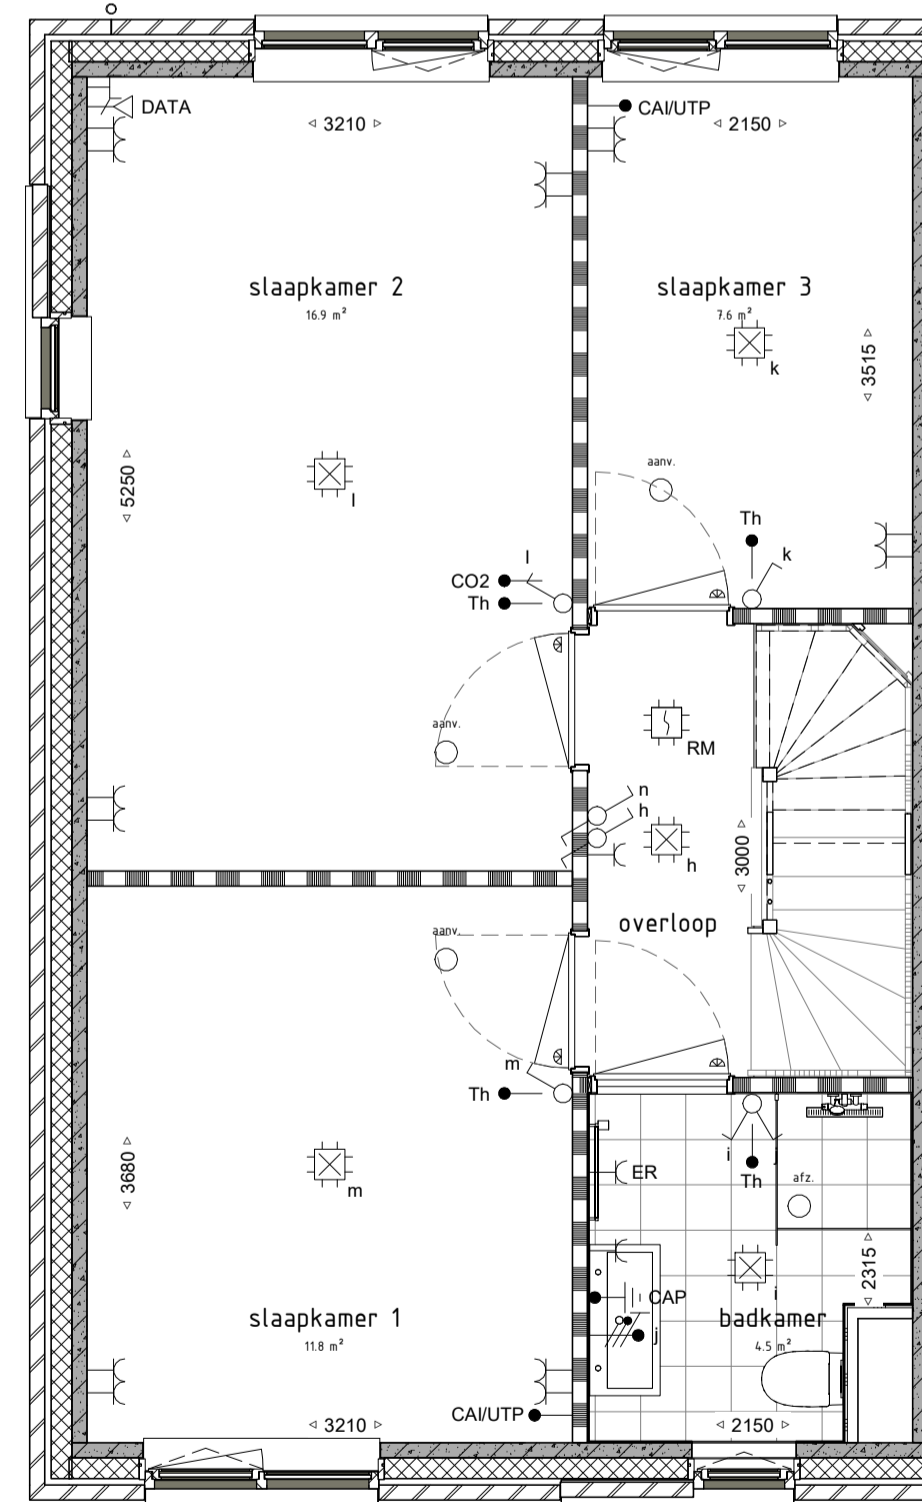 DATA
3210
CAI/UTP
2150
slaapkamer 2
16.9 m²
slaapkamer 3
7.6 m²
k
3515
5250
l
aanv.
Th
k
l
CO2
Th
aanv.
RM
n
h
h
3000
overloop
aanv.
m
Th
3680
m
ER
i
j
Th
afz.
2315
i
CAP
j
slaapkamer 1
11.8 m²
badkamer
4.5 m²
CAI/UTP
3210
2150